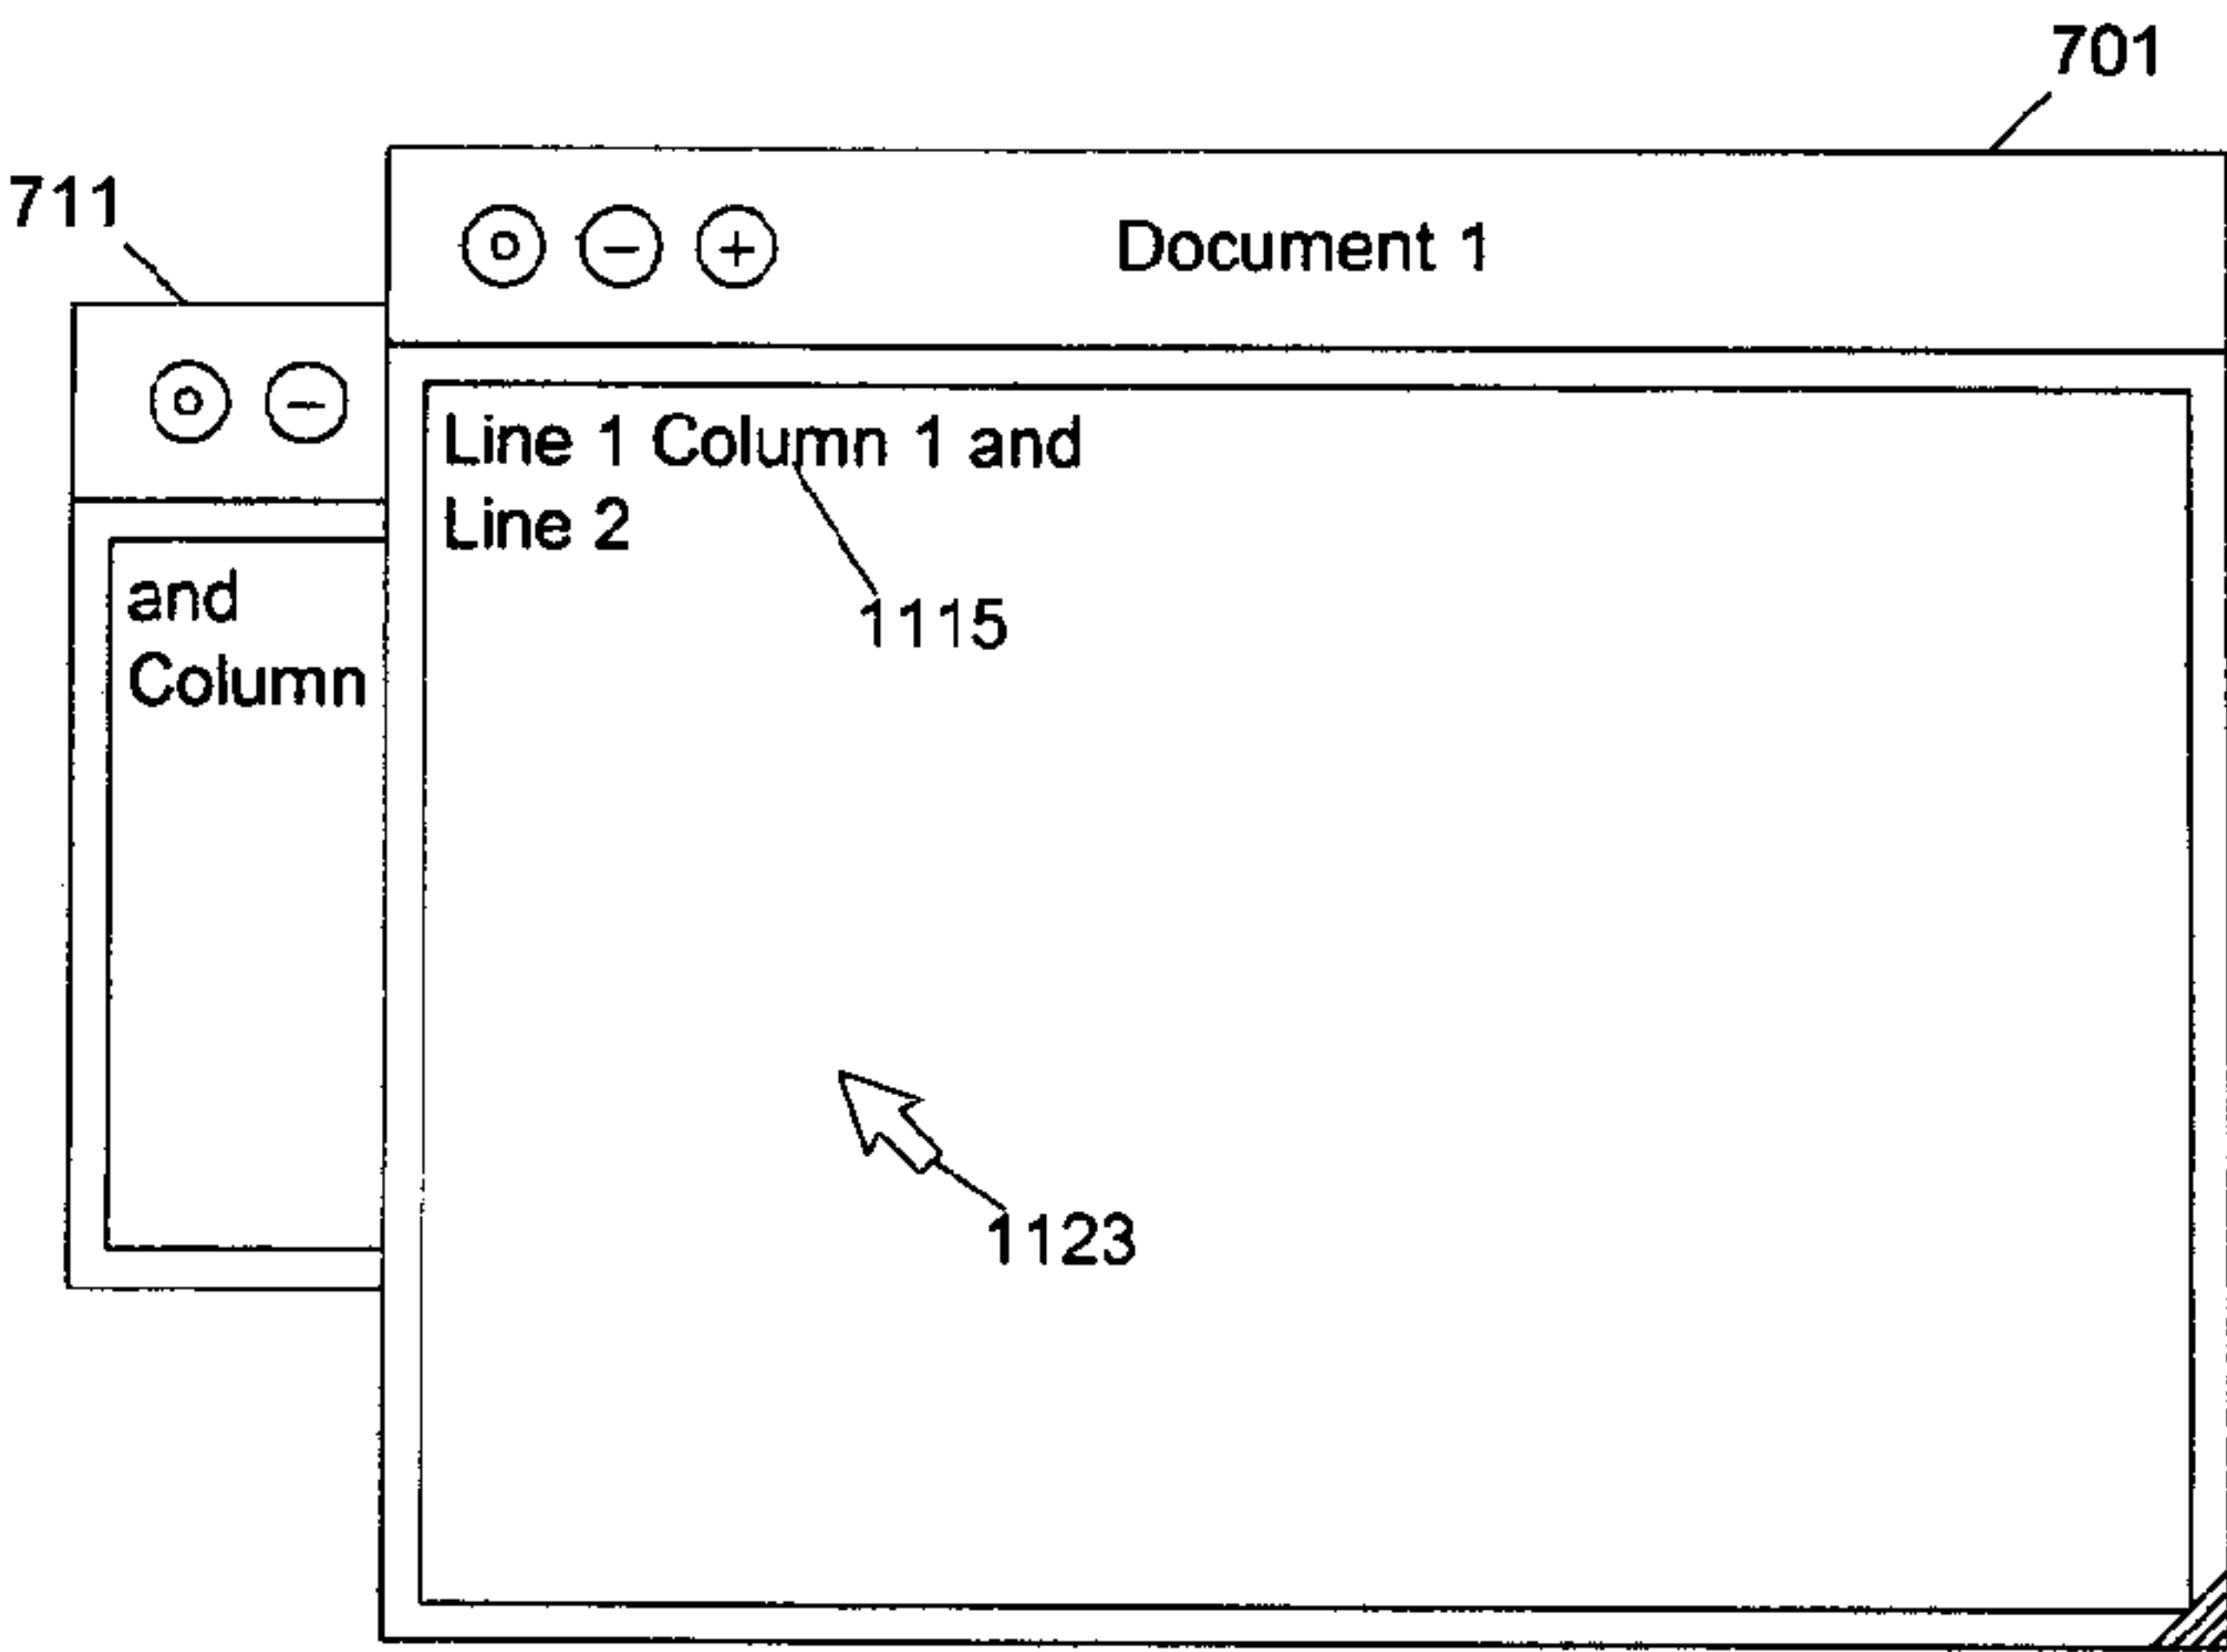 701
711
Document 1
Line 1 Column 1 and
Line 2
1115
and
Column
1123